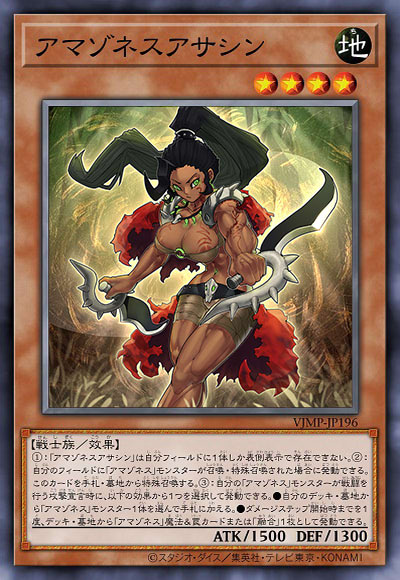 アマゾネスアサシン
地
VJMP-JP196
【戦士族／効果】
①：「アマゾネスアサシン」は自分フィールドに1体しか表側表示で存在できない。②：
自分のフィールドに「アマゾネス」モンスターが召喚・特殊召喚された場合に発動できる。
このカードを手札・墓地から特殊召喚する。③：自分の「アマゾネス」モンスターが戦闘を
行う攻撃宣言時に、以下の効果から1つを選択して発動できる。●自分のデッキ・墓地か
ら「アマゾネス」モンスター1体を選んで手札に加える。●ダメージステップ開始時までを1
度、デッキ・墓地から「アマゾネス」魔法＆罠カードまたは「融合」1枚として発動できる。
ATK/1500 DEF/1300
©スタジオ・ダイス/集英社・テレビ東京・KONAMI